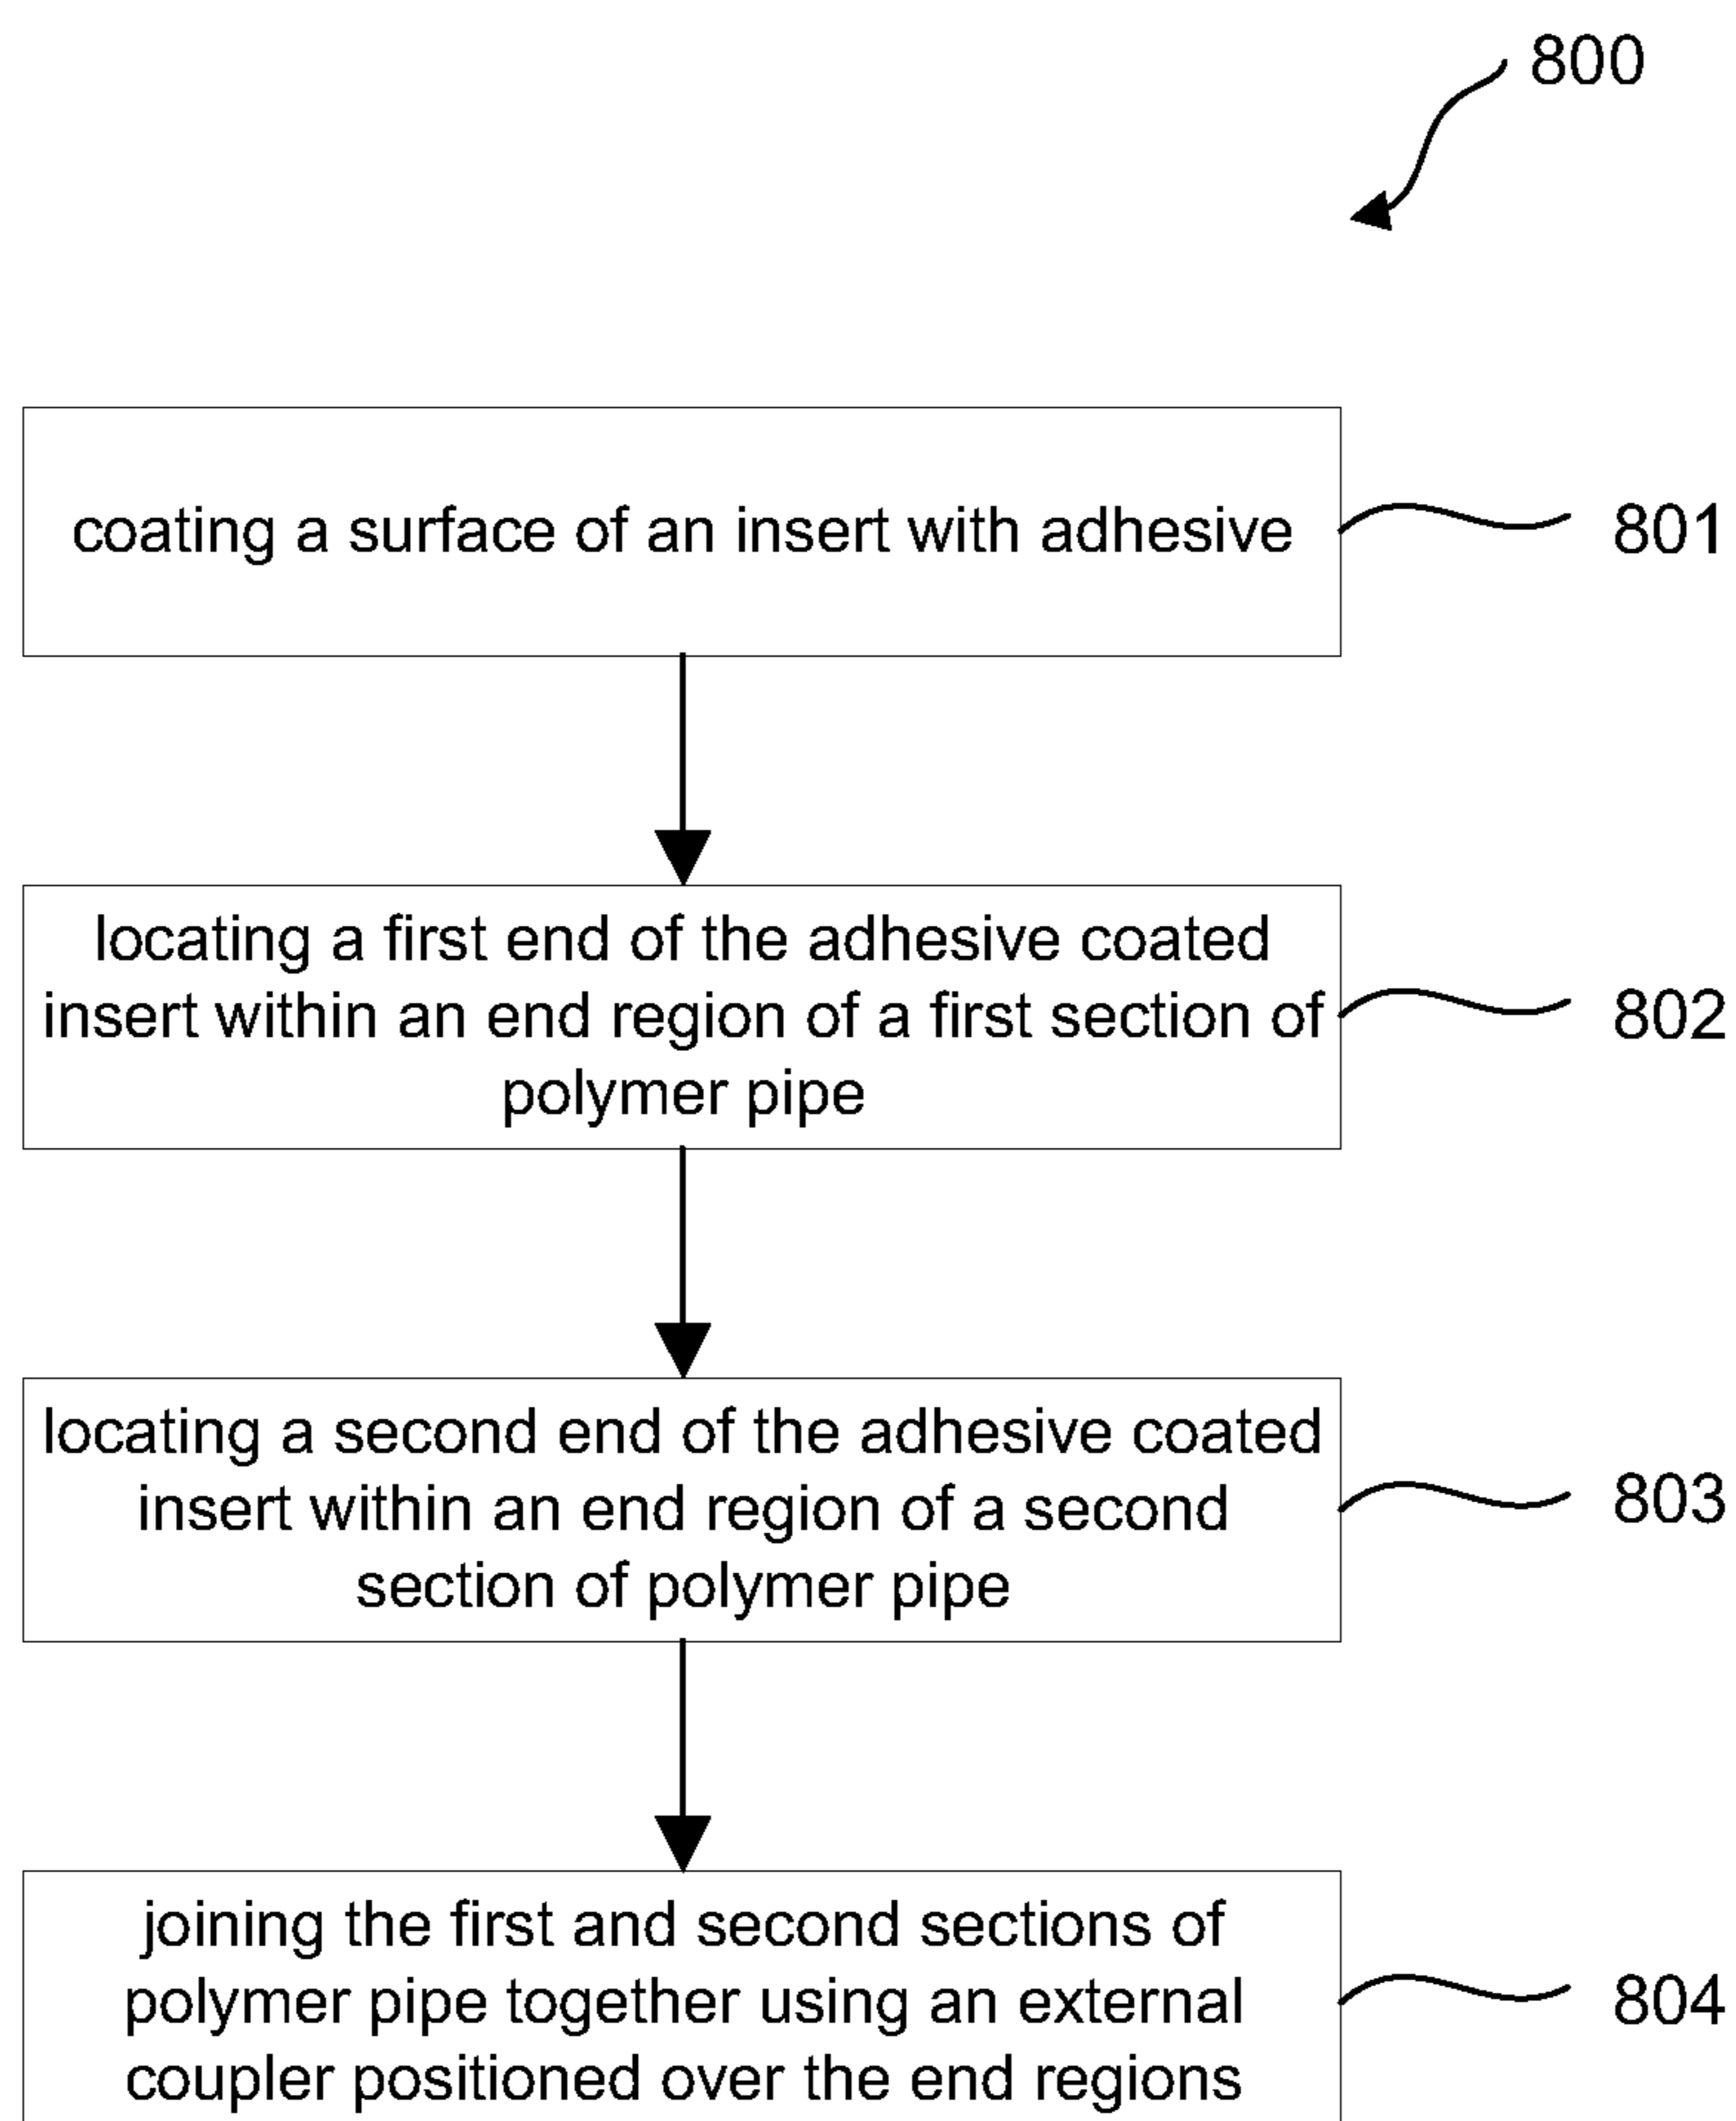 800
coating a surface of an insert with adhesive
801
locating a first end of the adhesive coated
insert within an end region of a first section of
polymer pipe
802
locating a second end of the adhesive coated
insert within an end region of a second
section of polymer pipe
803
joining the first and second sections of
polymer pipe together using an external
coupler positioned over the end regions
804